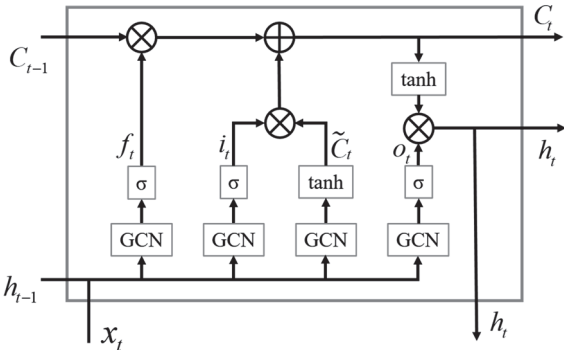 C_t
C_{t-1}
tanh
f_t
i_t
C̃_t
o_t
h_t
σ
σ
tanh
σ
GCN
GCN
GCN
GCN
h_{t-1}
x_t
h_t